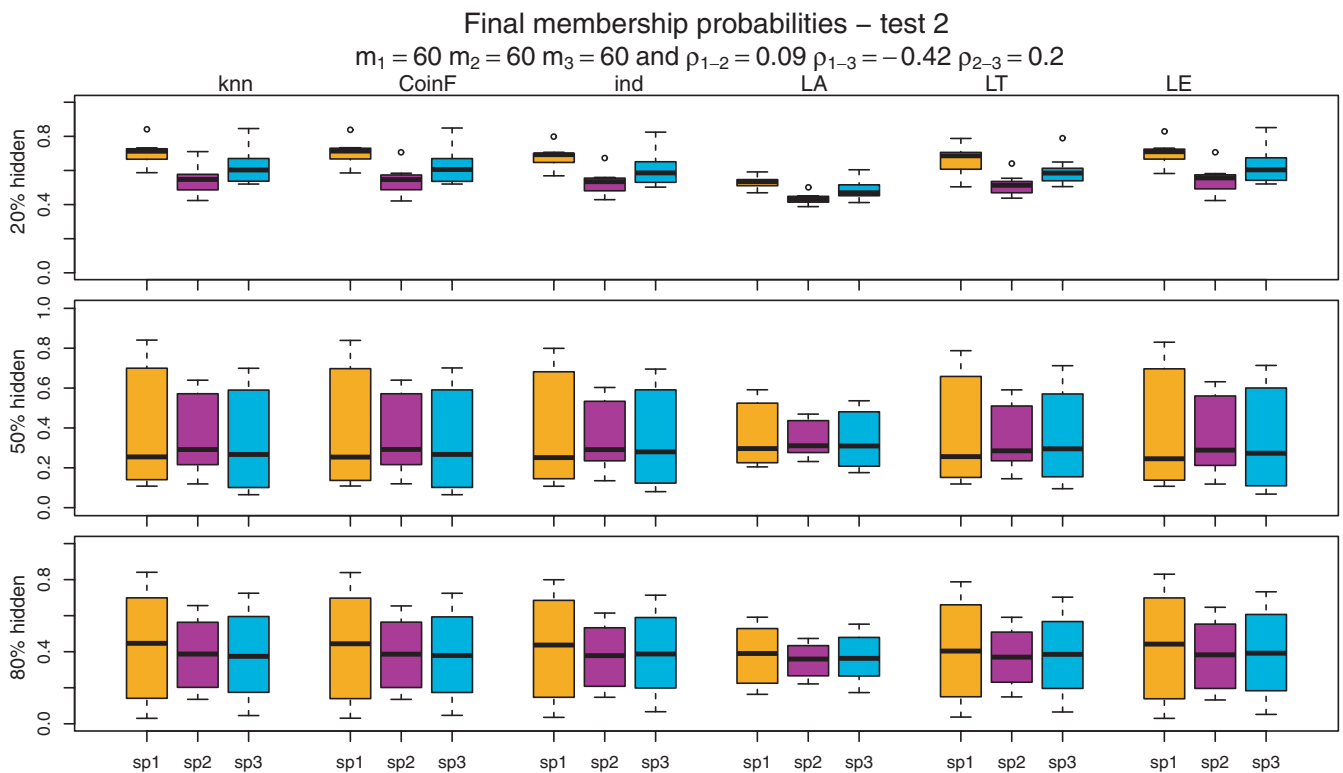 Final membership probabilities − test 2
m₁ = 60 m₂ = 60 m₃ = 60 and ρ₁₋₂ = 0.09 ρ₁₋₃ = − 0.42 ρ₂₋₃ = 0.2
knn CoinF ind LA LT LE
20% hidden
0.8
0.4
0.0
50% hidden
1.0
0.8
0.6
0.4
0.2
0.0
80% hidden
0.8
0.4
0.0
sp1 sp2 sp3 sp1 sp2 sp3 sp1 sp2 sp3 sp1 sp2 sp3 sp1 sp2 sp3 sp1 sp2 sp3